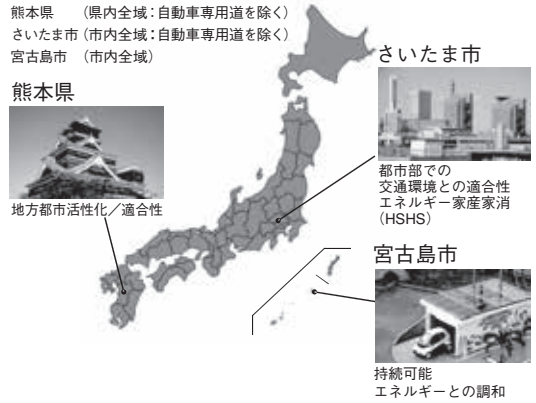 熊本県　（県内全域：自動車専用道を除く）
さいたま市（市内全域：自動車専用道を除く）
宮古島市　（市内全域）
熊本県
地方都市活性化／適合性
さいたま市
都市部での
交通環境との適合性
エネルギー家産家消
（HSHS）
宮古島市
持続可能
エネルギーとの調和